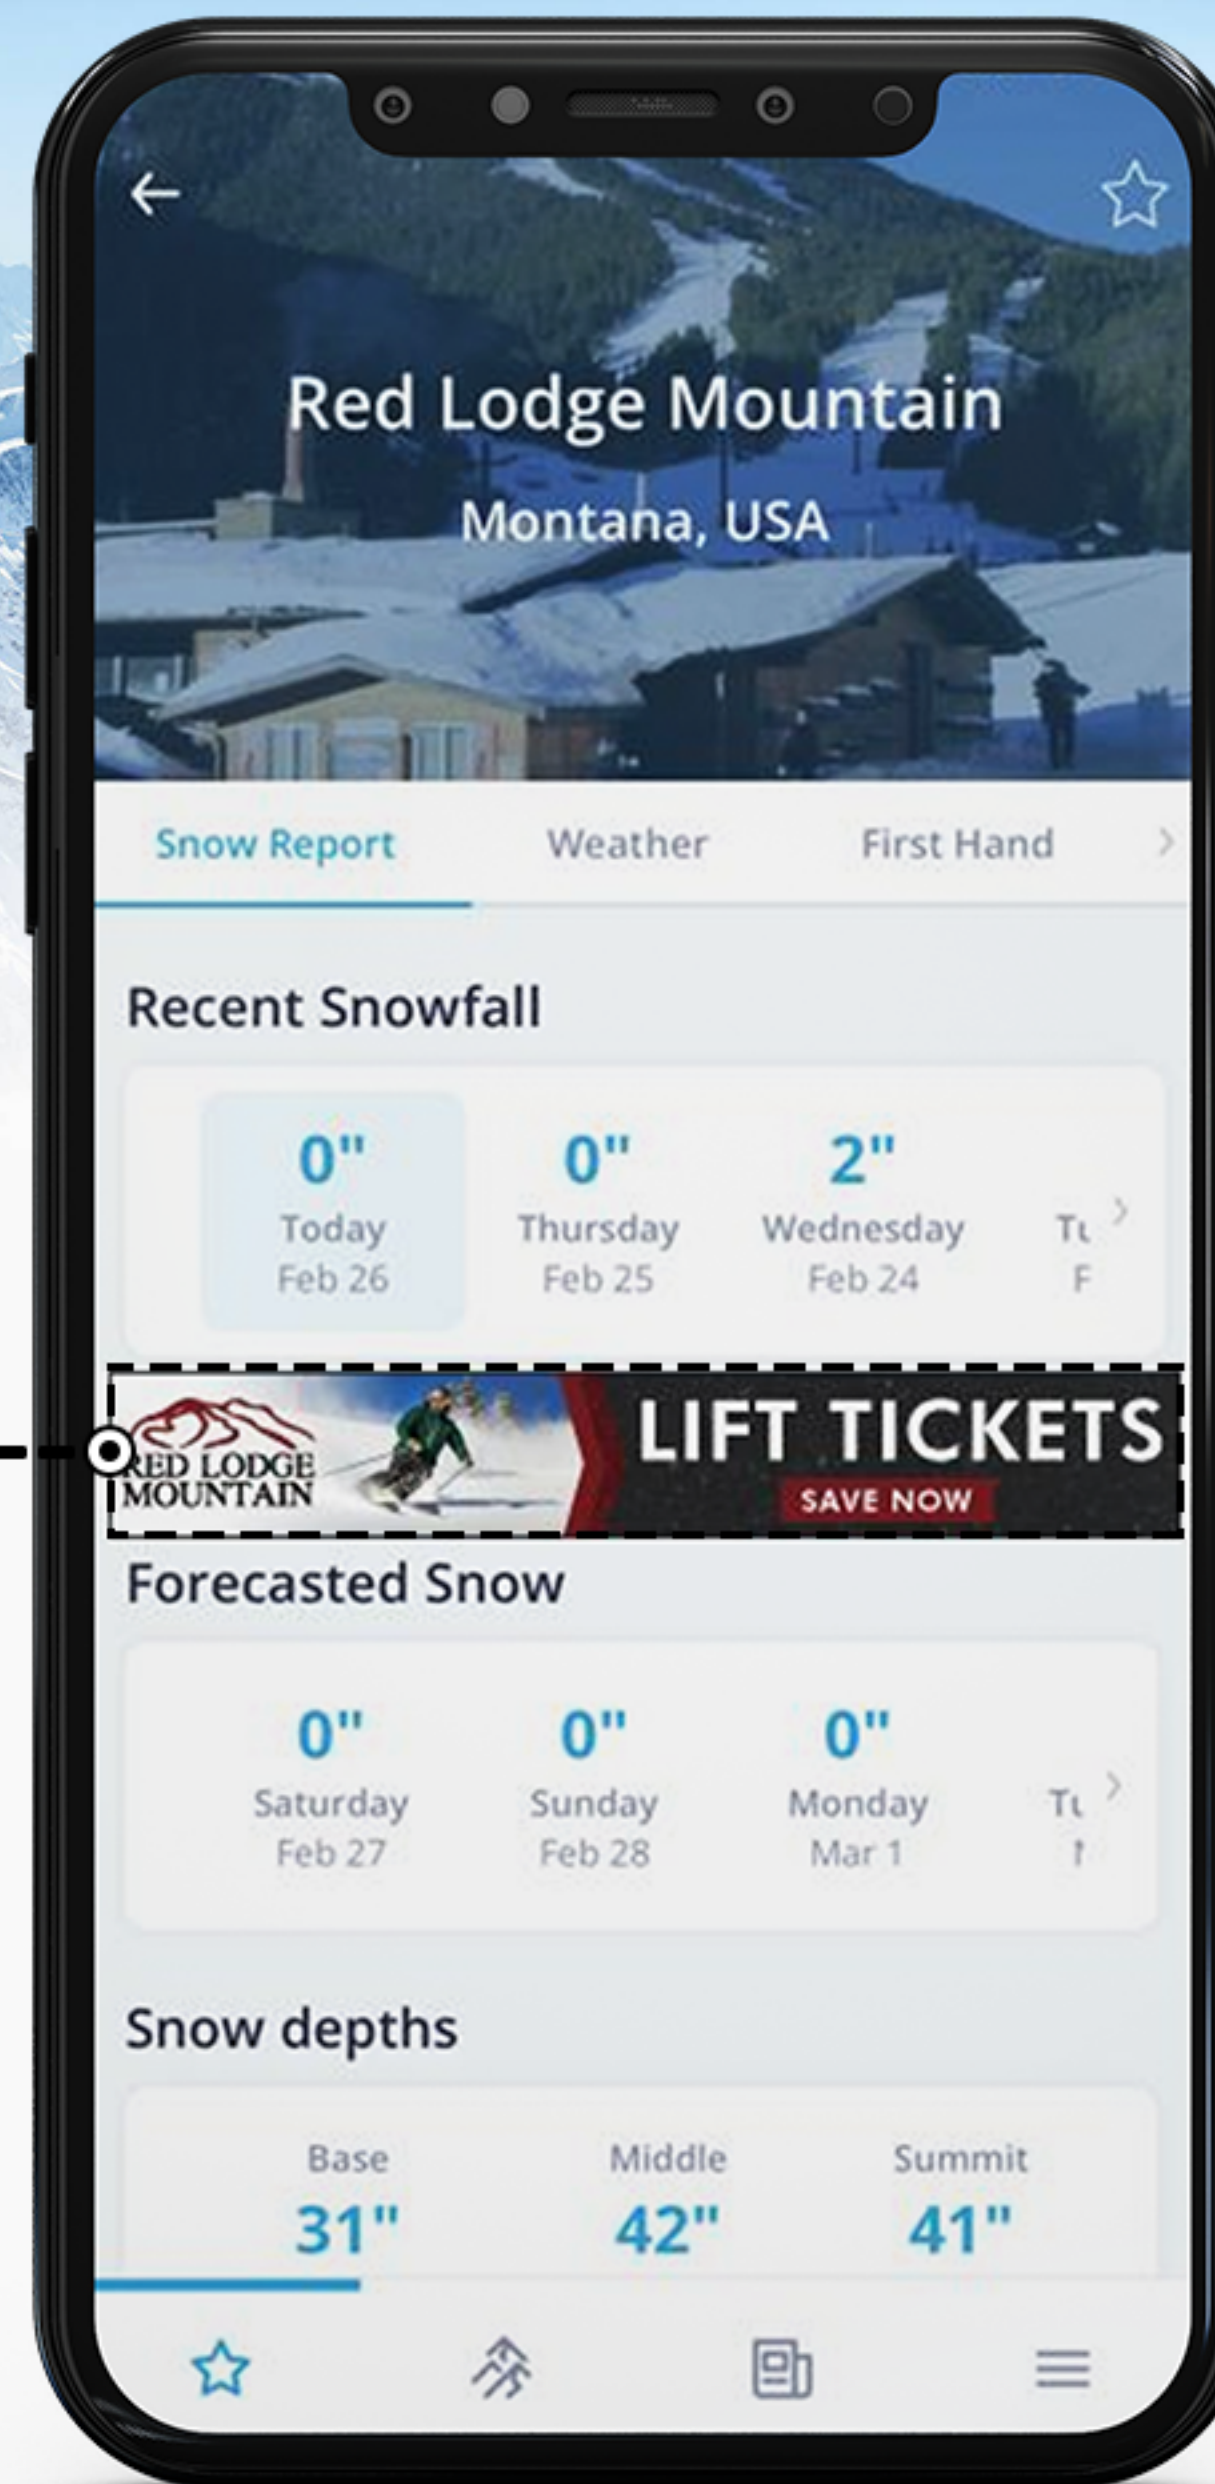 Red Lodge Mountain
Montana, USA
Snow Report Weather First Hand
Recent Snowfall
0" 0" 2"
Today Thursday Wednesday
Feb 26 Feb 25 Feb 24 F
RED LODGE
MOUNTAIN
LIFT TICKETS
SAVE NOW
Forecasted Snow
0" 0" 0"
Saturday Sunday Monday
Feb 27 Feb 28 Mar 1
Snow depths
Base Middle Summit
31" 42" 41"